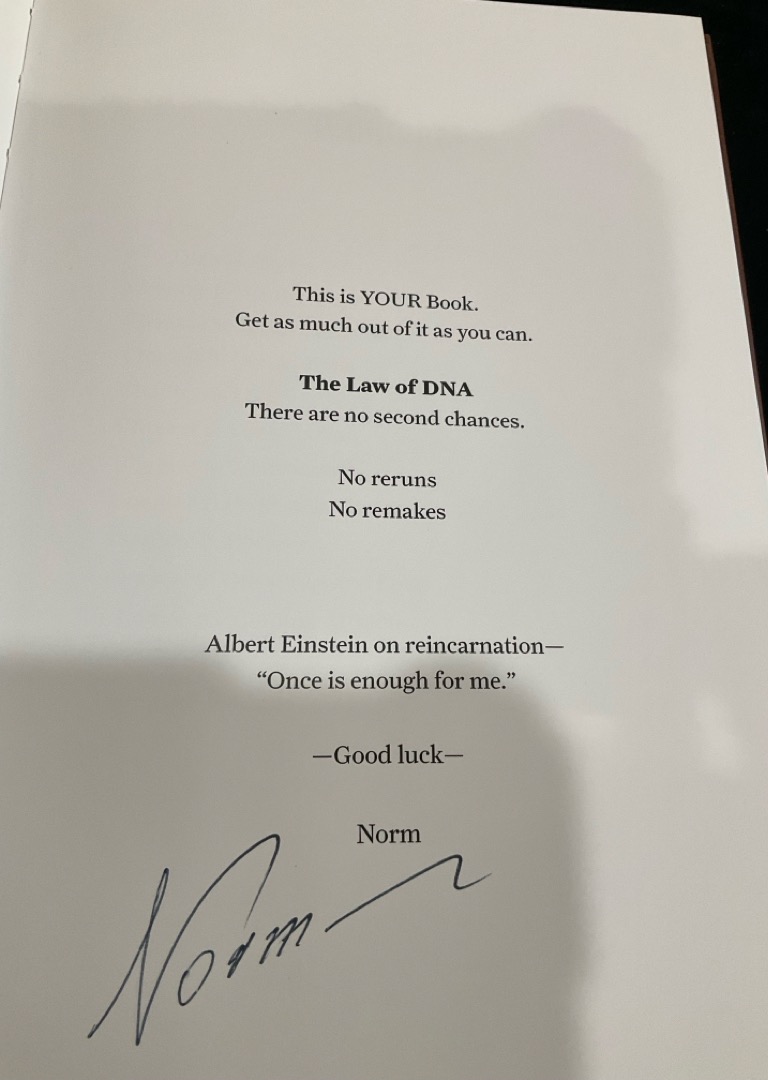 This is YOUR Book.
Get as much out of it as you can.
The Law of DNA
There are no second chances.
No reruns
No remakes
Albert Einstein on reincarnation—
“Once is enough for me.”
—Good luck—
Norm
Norm